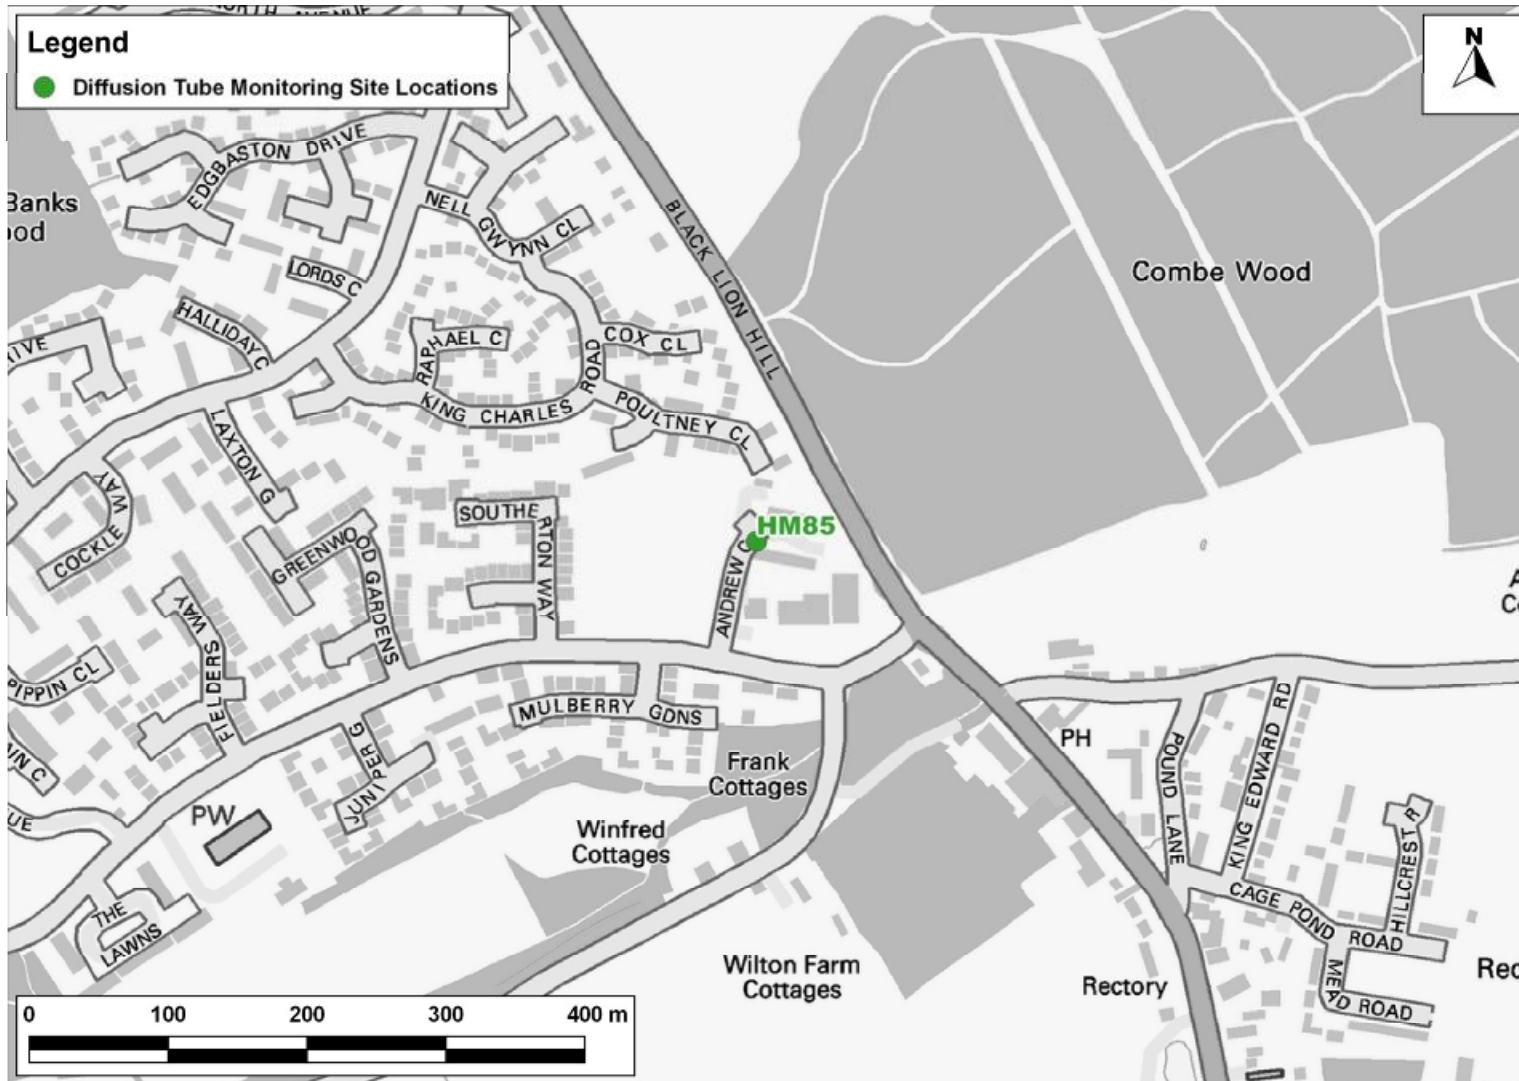 Legend
Diffusion Tube Monitoring Site Locations
N
EDGBASTON DRIVE
Banks
NELL GWYNN CL
BLACK LION HILL
LORDS C
HALLIDAY C
Combe Wood
RAPHAEL C
COX CL
KING CHARLES ROAD
POULTNEY CL
LAXTON G
COCKLE WAY
SOUTHERTON WAY
HM85
GREENWOOD GARDENS
ANDREW C
FIELDERS WAY
PIPPIN CL
MULBERRY GDNS
JUNIPER G
PH
POUND LANE
KING EDWARD RD
Frank
Cottages
PW
Winfred
Cottages
HILLCREST R
CAGE POND ROAD
THE
LAWNS
Wilton Farm
Cottages
Rectory
MEAD ROAD
0 100 200 300 400 m